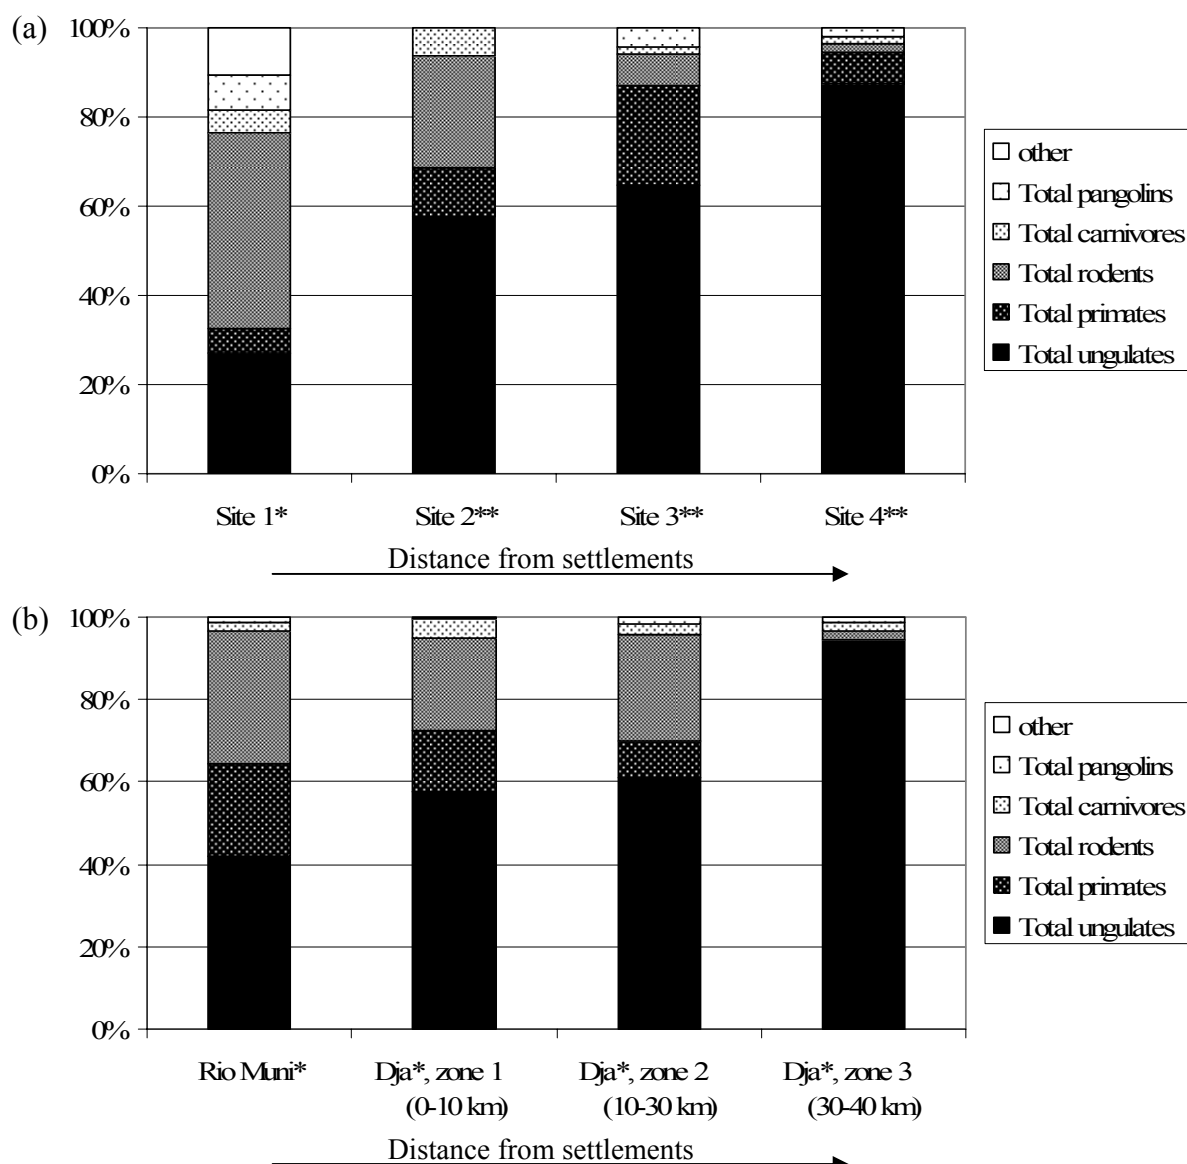 (a)
100%
80%
60%
40%
20%
0%
Site 1*
Site 2**
Site 3**
Site 4**
Distance from settlements
other
Total pangolins
Total carnivores
Total rodents
Total primates
Total ungulates
(b)
100%
80%
60%
40%
20%
0%
Rio Muni*
Dja*, zone 1
(0-10 km)
Dja*, zone 2
(10-30 km)
Dja*, zone 3
(30-40 km)
Distance from settlements
other
Total pangolins
Total carnivores
Total rodents
Total primates
Total ungulates